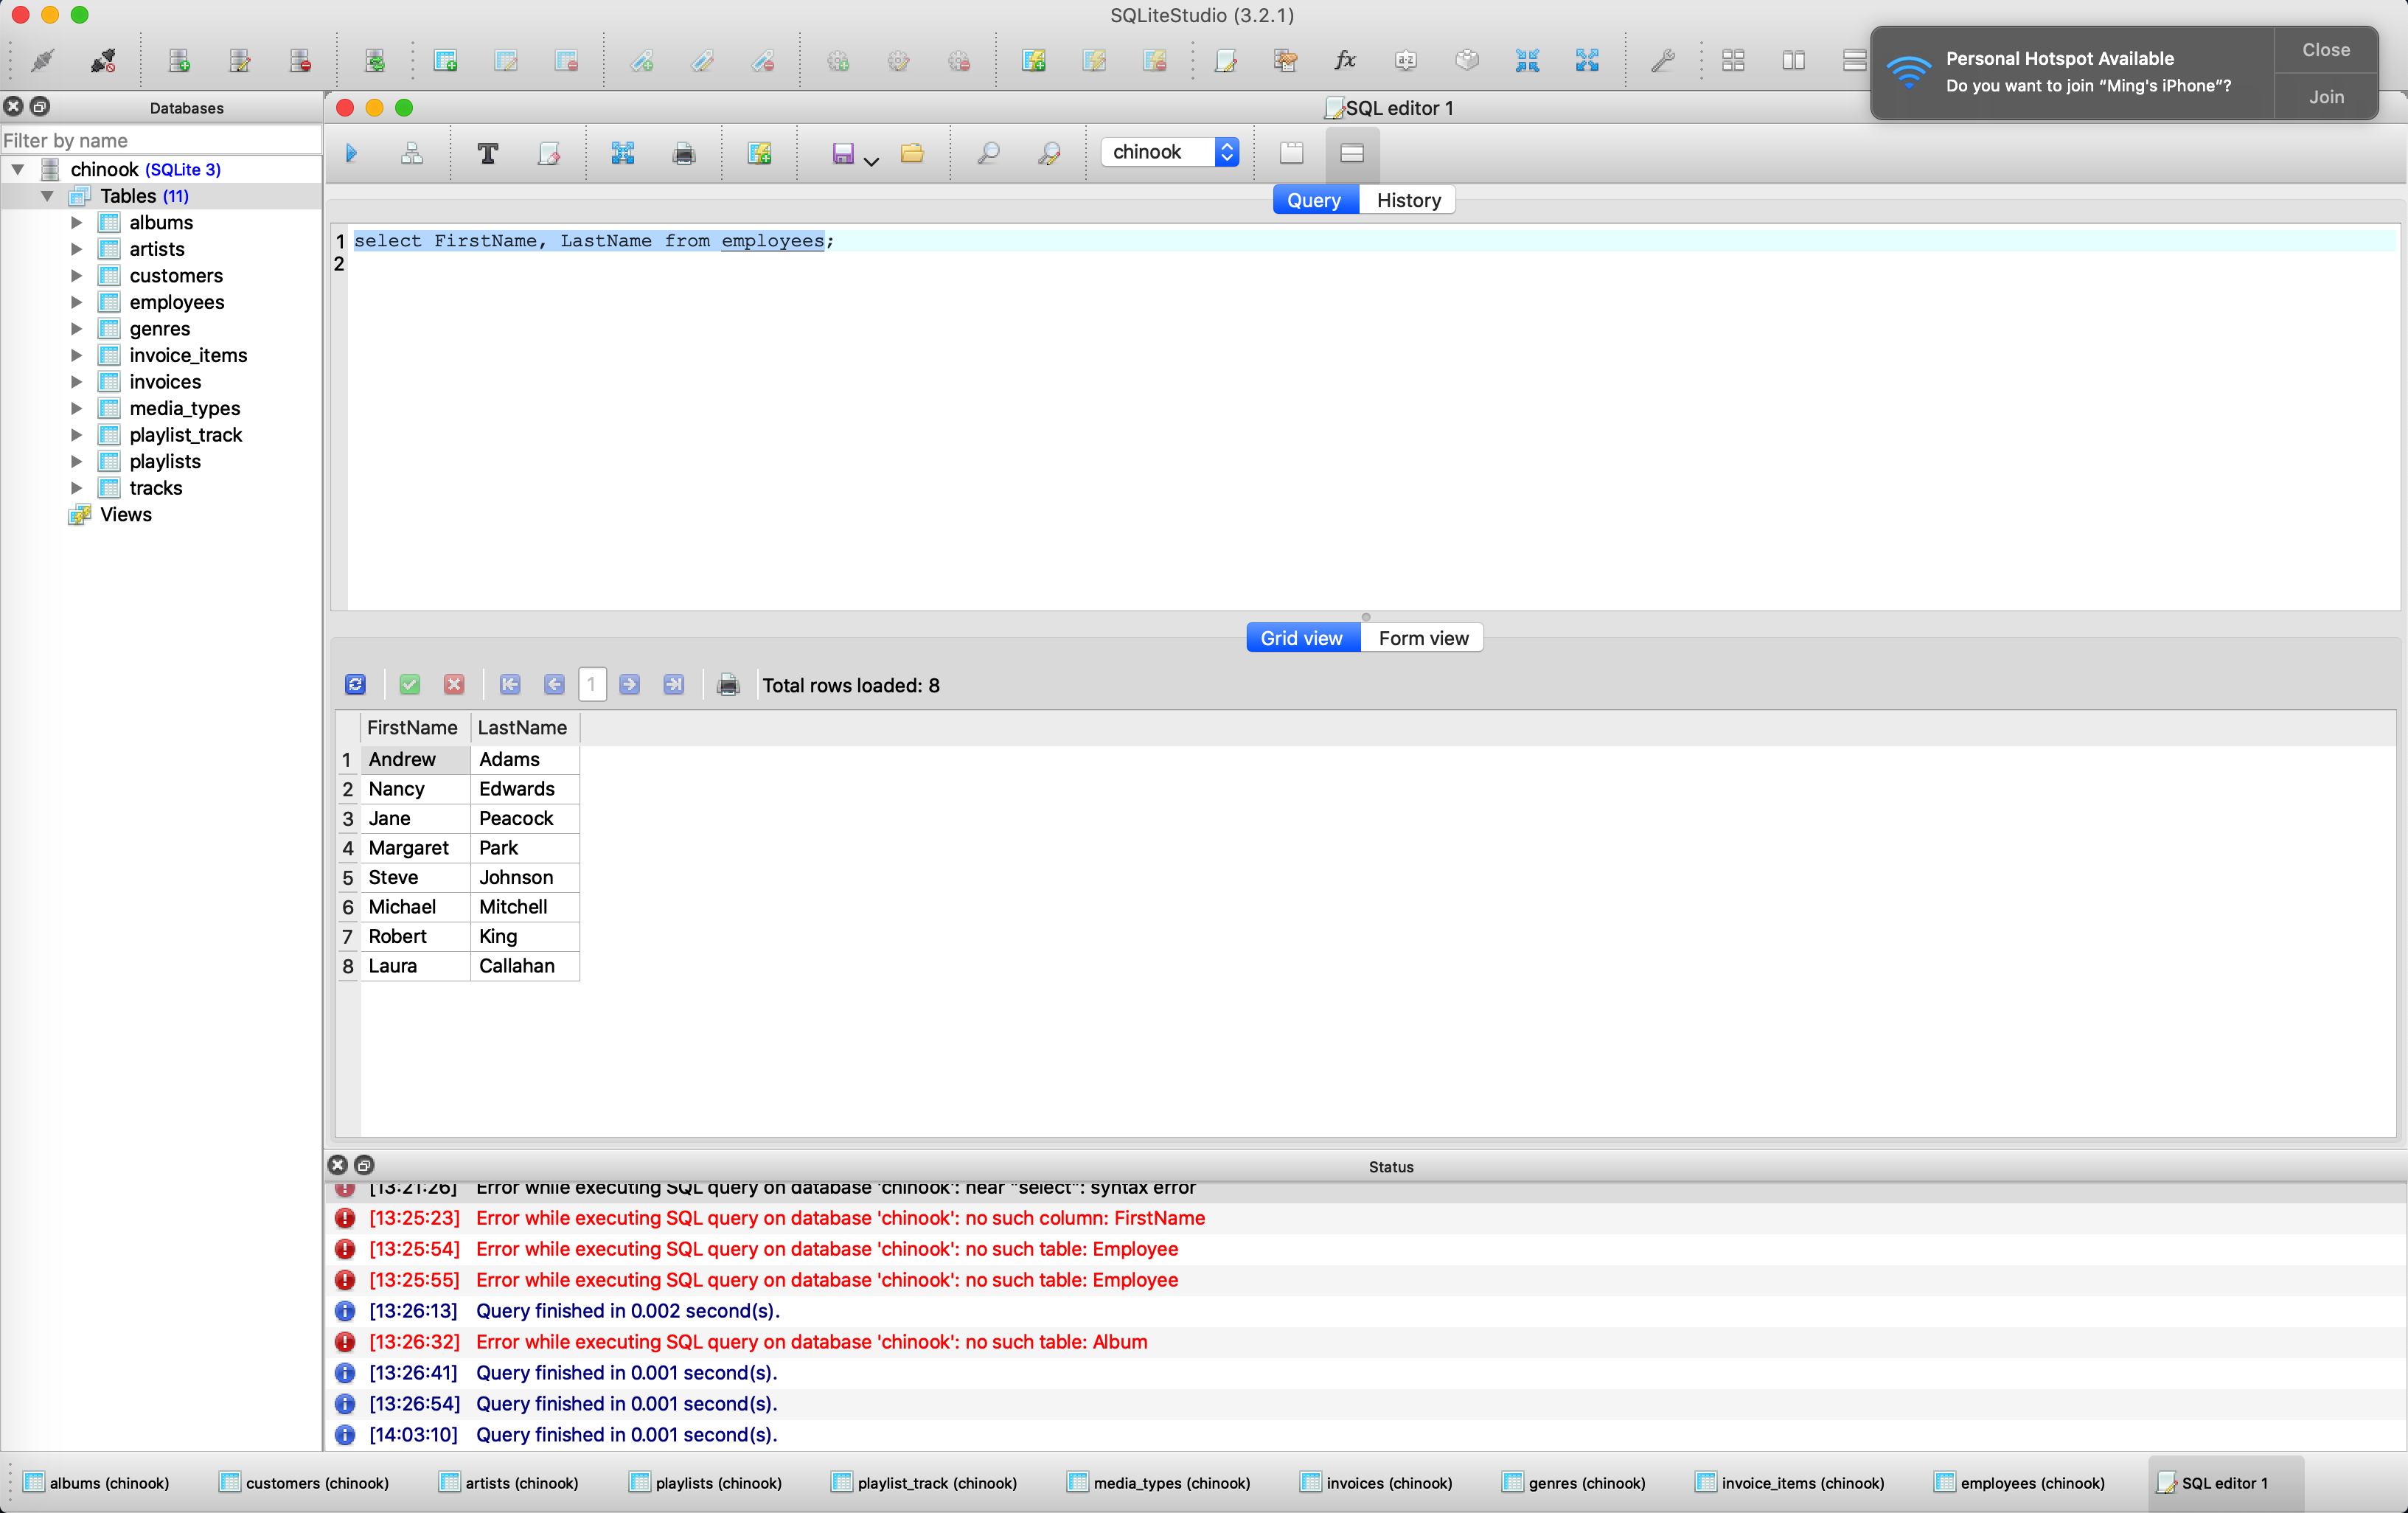 SQLiteStudio (3.2.1)
Personal Hotspot Available
Do you want to join “Ming's iPhone”?
Close
Join
Databases
Filter by name
chinook (SQLite 3)
Tables (11)
albums
artists
customers
employees
genres
invoice_items
invoices
media_types
playlist_track
playlists
tracks
Views
SQL editor 1
chinook
Query History
1 select FirstName, LastName from employees;
2
Grid view Form view
1 Total rows loaded: 8
FirstName LastName
1 Andrew Adams
2 Nancy Edwards
3 Jane Peacock
4 Margaret Park
5 Steve Johnson
6 Michael Mitchell
7 Robert King
8 Laura Callahan
Status
[13:21:26] Error while executing SQL query on database 'chinook': near "select": syntax error
[13:25:23] Error while executing SQL query on database 'chinook': no such column: FirstName
[13:25:54] Error while executing SQL query on database 'chinook': no such table: Employee
[13:25:55] Error while executing SQL query on database 'chinook': no such table: Employee
[13:26:13] Query finished in 0.002 second(s).
[13:26:32] Error while executing SQL query on database 'chinook': no such table: Album
[13:26:41] Query finished in 0.001 second(s).
[13:26:54] Query finished in 0.001 second(s).
[14:03:10] Query finished in 0.001 second(s).
albums (chinook) customers (chinook) artists (chinook) playlists (chinook) playlist_track (chinook) media_types (chinook) invoices (chinook) genres (chinook) invoice_items (chinook) employees (chinook) SQL editor 1